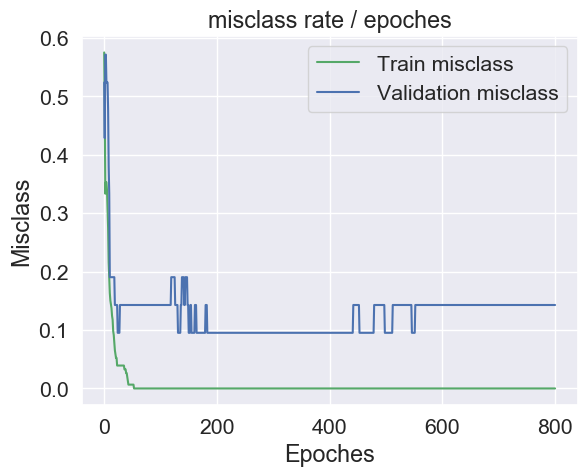 misclass rate / epoches
Train misclass
Validation misclass
Misclass
0.6
0.5
0.4
0.3
0.2
0.1
0.0
0 200 400 600 800
Epoches